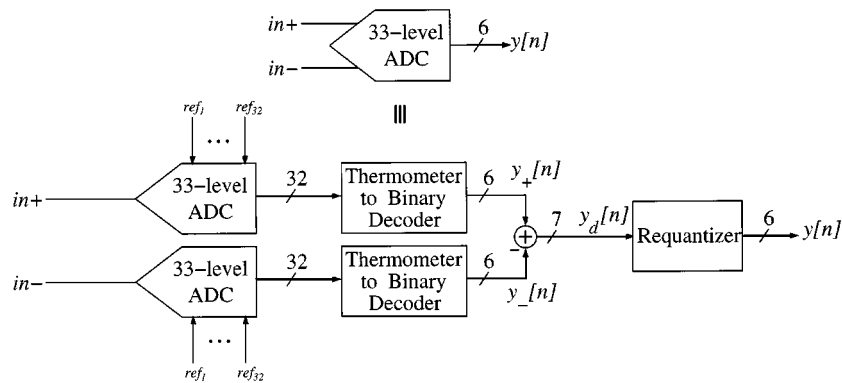 in+
in−
33−level
ADC
6
y[n]
≡
ref1
...
ref32
in+
33−level
ADC
32
Thermometer
to Binary
Decoder
6
y+[n]
+
−
7
yd[n]
Requantizer
6
y[n]
in−
33−level
ADC
32
Thermometer
to Binary
Decoder
6
y−[n]
ref1
...
ref32